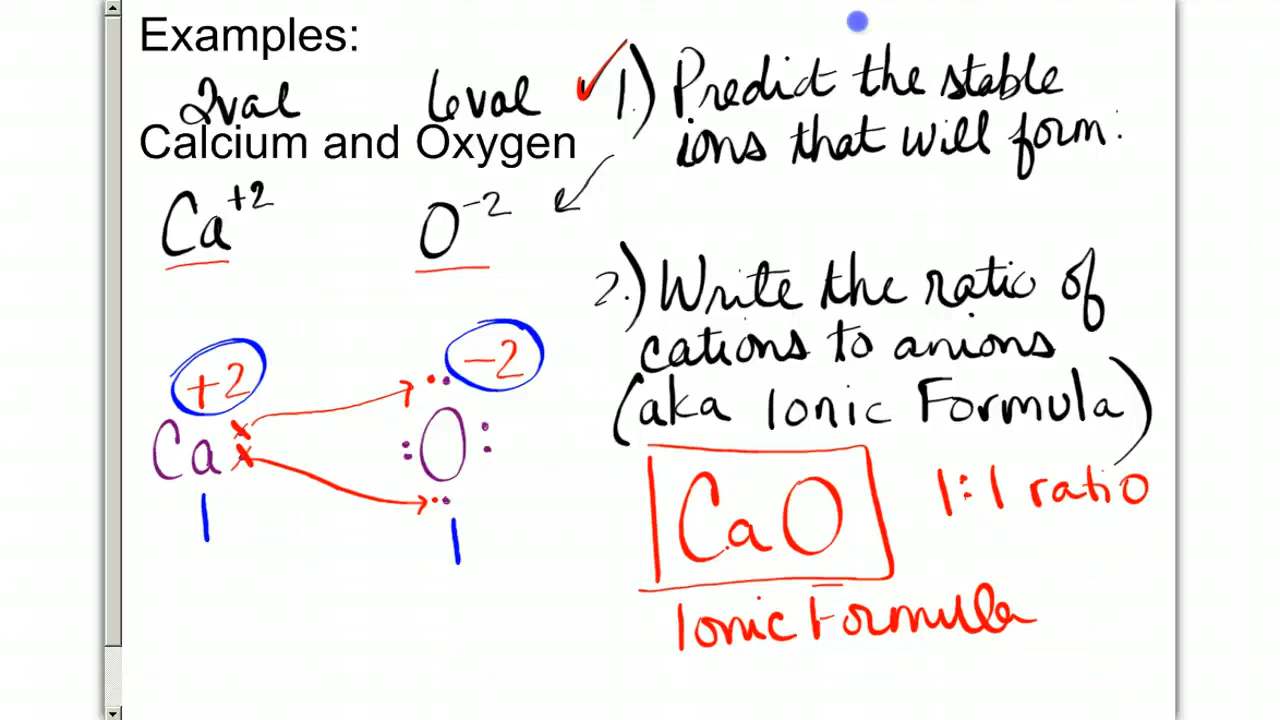 Examples:
2val 6val
Calcium and Oxygen
Ca+2 O-2
1.) Predict the stable
ions that will form:
2.) Write the ratio of
cations to anions
(aka Ionic Formula)
+2 -2
Ca :O:
1 1
CaO 1:1 ratio
Ionic Formula